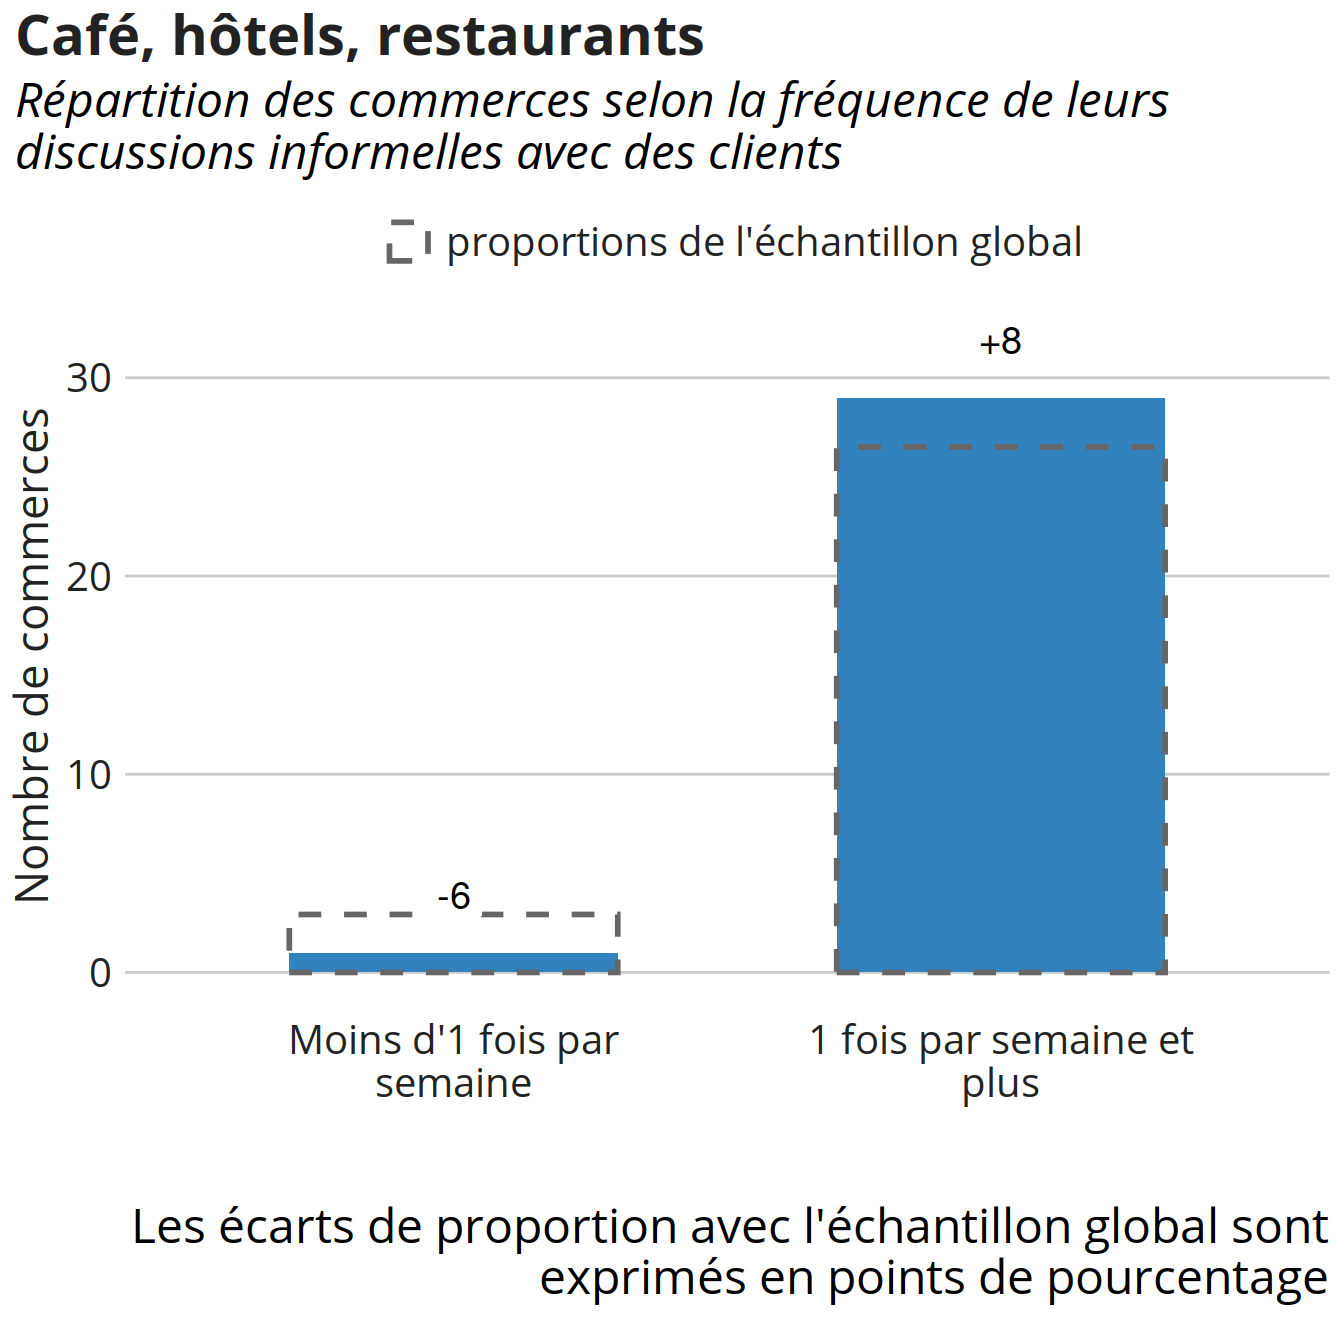 Café, hôtels, restaurants
Répartition des commerces selon la fréquence de leurs
discussions informelles avec des clients
proportions de l'échantillon global
+8
30
20
10
0
Nombre de commerces
-6
Moins d'1 fois par
semaine
1 fois par semaine et
plus
Les écarts de proportion avec l'échantillon global sont
exprimés en points de pourcentage